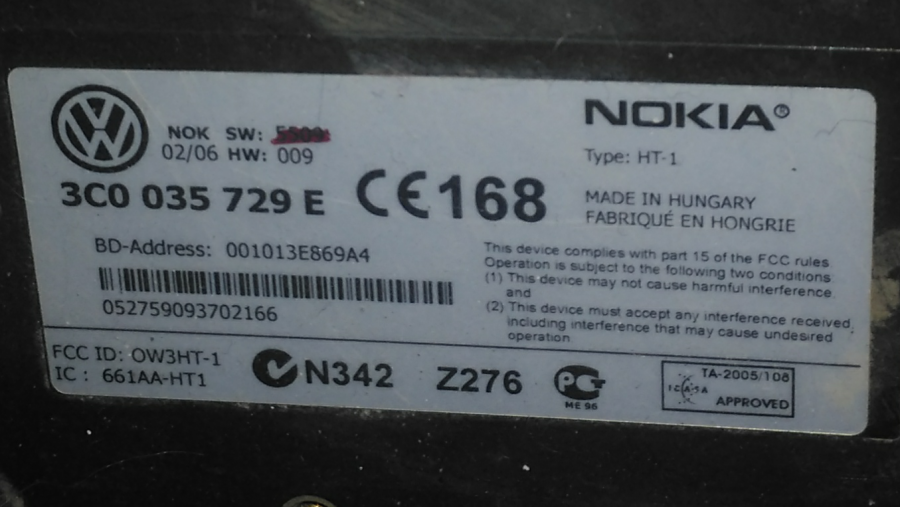 NOKIA
NOK SW:
02/06 HW: 009
Type: HT-1
3C0 035 729 E CE168
MADE IN HUNGARY
FABRIQUÉ EN HONGRIE
BD-Address: 001013E869A4
052759093702166
This device complies with part 15 of the FCC rules
Operation is subject to the following two conditions
(1) This device may not cause harmful interference
and
(2) This device must accept any interference received,
including interference that may cause undesired
operation
FCC ID: OW3HT-1
IC : 661AA-HT1
N342 Z276
ME 96
TA-2005/108
ICASA
APPROVED